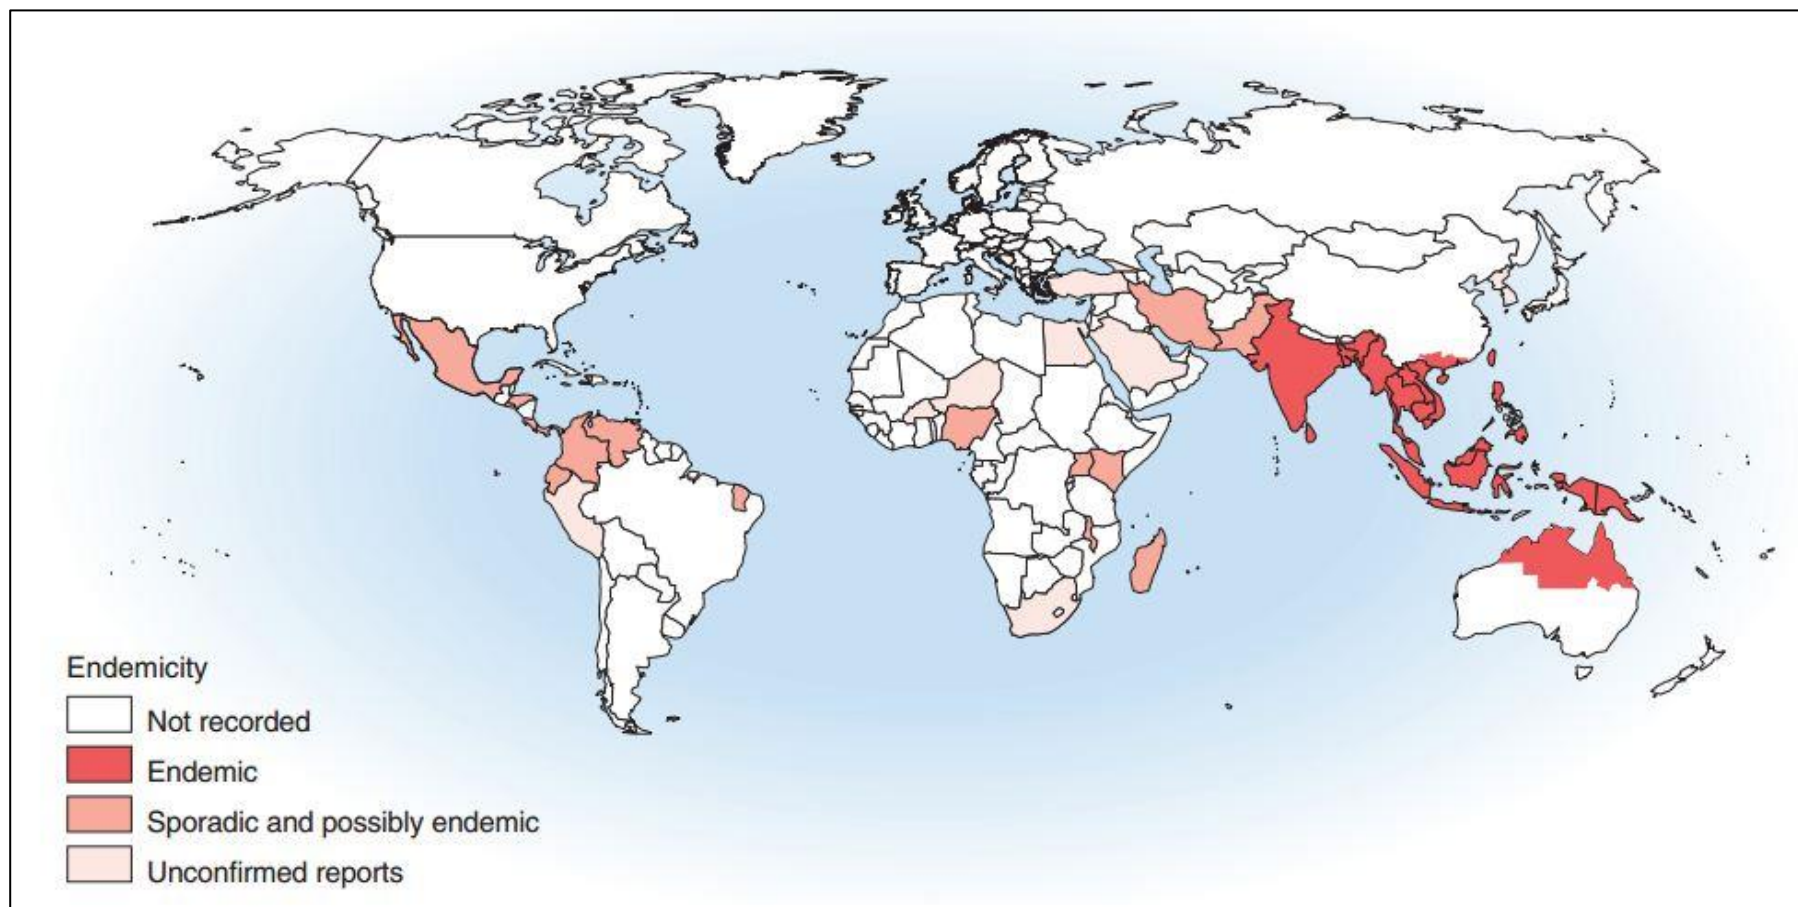 Endemicity
Not recorded
Endemic
Sporadic and possibly endemic
Unconfirmed reports